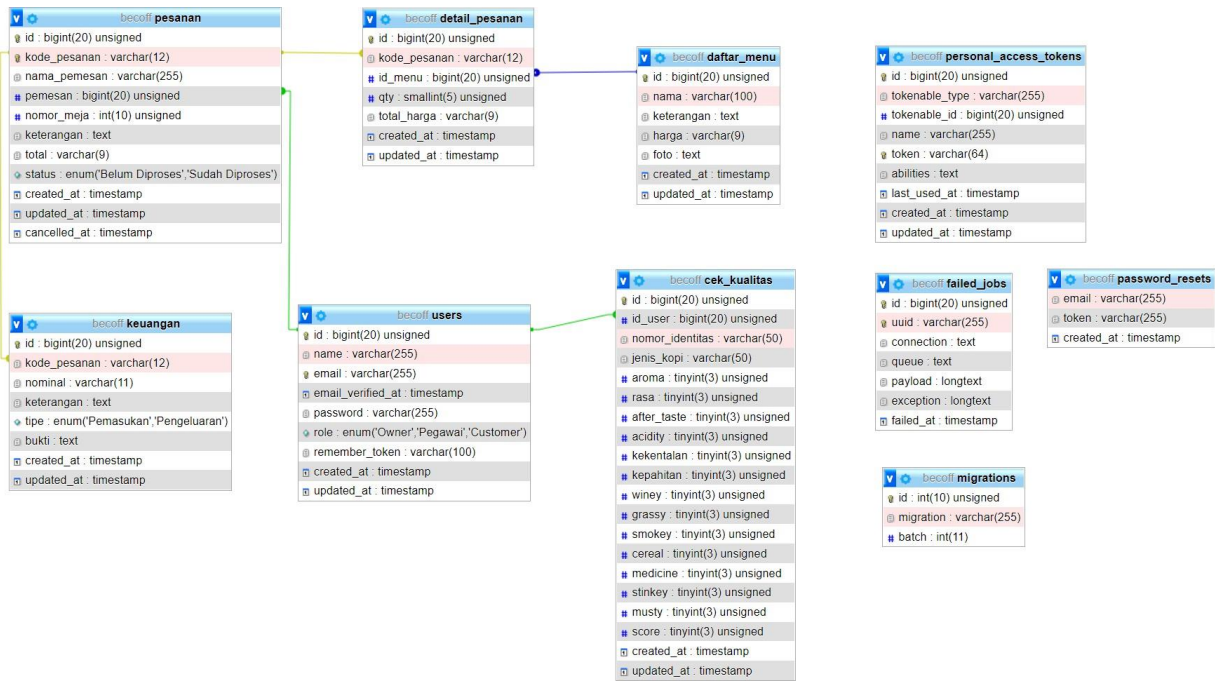 becoff pesanan
id : bigint(20) unsigned
kode_pesanan : varchar(12)
nama_pemesan : varchar(255)
pemesan : bigint(20) unsigned
nomor_meja : int(10) unsigned
keterangan : text
total : varchar(9)
status : enum('Belum Diproses','Sudah Diproses')
created_at : timestamp
updated_at : timestamp
cancelled_at : timestamp
becoff detail_pesanan
id : bigint(20) unsigned
kode_pesanan : varchar(12)
id_menu : bigint(20) unsigned
qty : smallint(5) unsigned
total_harga : varchar(9)
created_at : timestamp
updated_at : timestamp
becoff daftar_menu
id : bigint(20) unsigned
nama : varchar(100)
keterangan : text
harga : varchar(9)
foto : text
created_at : timestamp
updated_at : timestamp
becoff personal_access_tokens
id : bigint(20) unsigned
tokenable_type : varchar(255)
tokenable_id : bigint(20) unsigned
name : varchar(255)
token : varchar(64)
abilities : text
last_used_at : timestamp
created_at : timestamp
updated_at : timestamp
becoff keuangan
id : bigint(20) unsigned
kode_pesanan : varchar(12)
nominal : varchar(11)
keterangan : text
tipe : enum('Pemasukan','Pengeluaran')
bukti : text
created_at : timestamp
updated_at : timestamp
becoff users
id : bigint(20) unsigned
name : varchar(255)
email : varchar(255)
email_verified_at : timestamp
password : varchar(255)
role : enum('Owner','Pegawai','Customer')
remember_token : varchar(100)
created_at : timestamp
updated_at : timestamp
becoff cek_kualitas
id : bigint(20) unsigned
id_user : bigint(20) unsigned
nomor_identitas : varchar(50)
jenis_kopi : varchar(50)
aroma : tinyint(3) unsigned
rasa : tinyint(3) unsigned
after_taste : tinyint(3) unsigned
acidity : tinyint(3) unsigned
kekentalan : tinyint(3) unsigned
kepahitan : tinyint(3) unsigned
winey : tinyint(3) unsigned
grassy : tinyint(3) unsigned
smokey : tinyint(3) unsigned
cereal : tinyint(3) unsigned
medicine : tinyint(3) unsigned
stinkey : tinyint(3) unsigned
musty : tinyint(3) unsigned
score : tinyint(3) unsigned
created_at : timestamp
updated_at : timestamp
becoff failed_jobs
id : bigint(20) unsigned
uuid : varchar(255)
connection : text
queue : text
payload : longtext
exception : longtext
failed_at : timestamp
becoff password_resets
email : varchar(255)
token : varchar(255)
created_at : timestamp
becoff migrations
id : int(10) unsigned
migration : varchar(255)
batch : int(11)